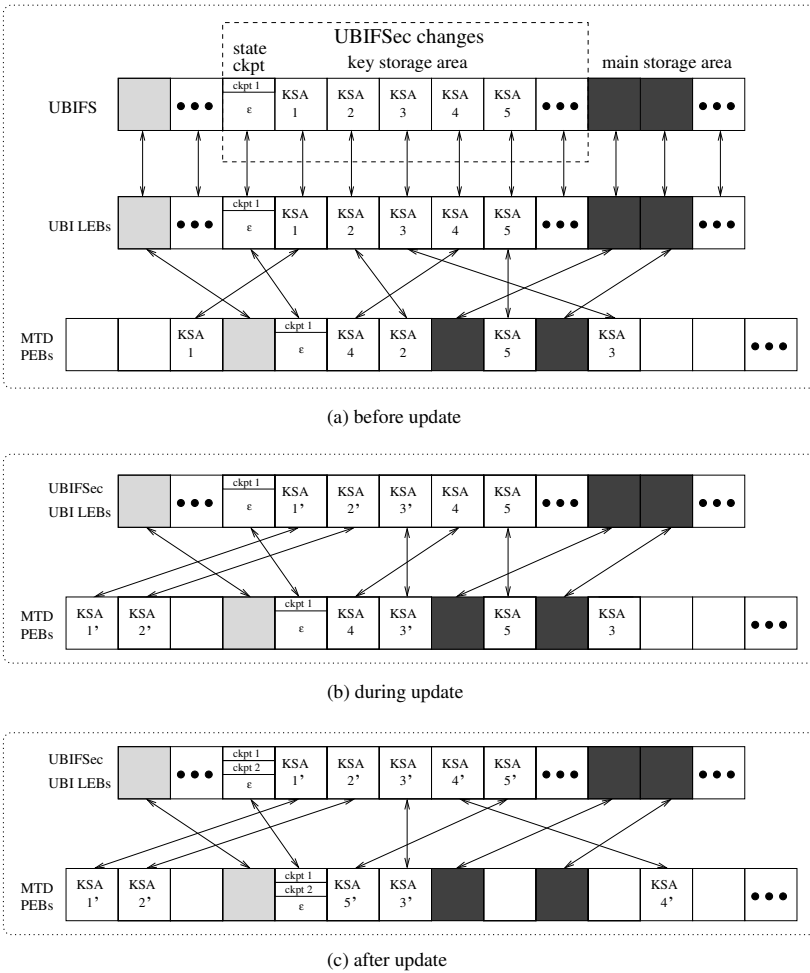 UBIFSec changes
state
ckpt
key storage area
main storage area
UBIFS
ckpt 1
ε
KSA
1
KSA
2
KSA
3
KSA
4
KSA
5
UBI LEBs
ckpt 1
ε
KSA
1
KSA
2
KSA
3
KSA
4
KSA
5
MTD
PEBs
KSA
1
ckpt 1
ε
KSA
4
KSA
2
KSA
5
KSA
3
(a) before update
UBIFSec
UBI LEBs
ckpt 1
ε
KSA
1’
KSA
2’
KSA
3’
KSA
4
KSA
5
MTD
PEBs
KSA
1’
KSA
2’
ckpt 1
ε
KSA
4
KSA
3’
KSA
5
KSA
3
(b) during update
UBIFSec
UBI LEBs
ckpt 1
ckpt 2
ε
KSA
1’
KSA
2’
KSA
3’
KSA
4’
KSA
5’
MTD
PEBs
KSA
1’
KSA
2’
ckpt 1
ckpt 2
ε
KSA
5’
KSA
3’
KSA
4’
(c) after update